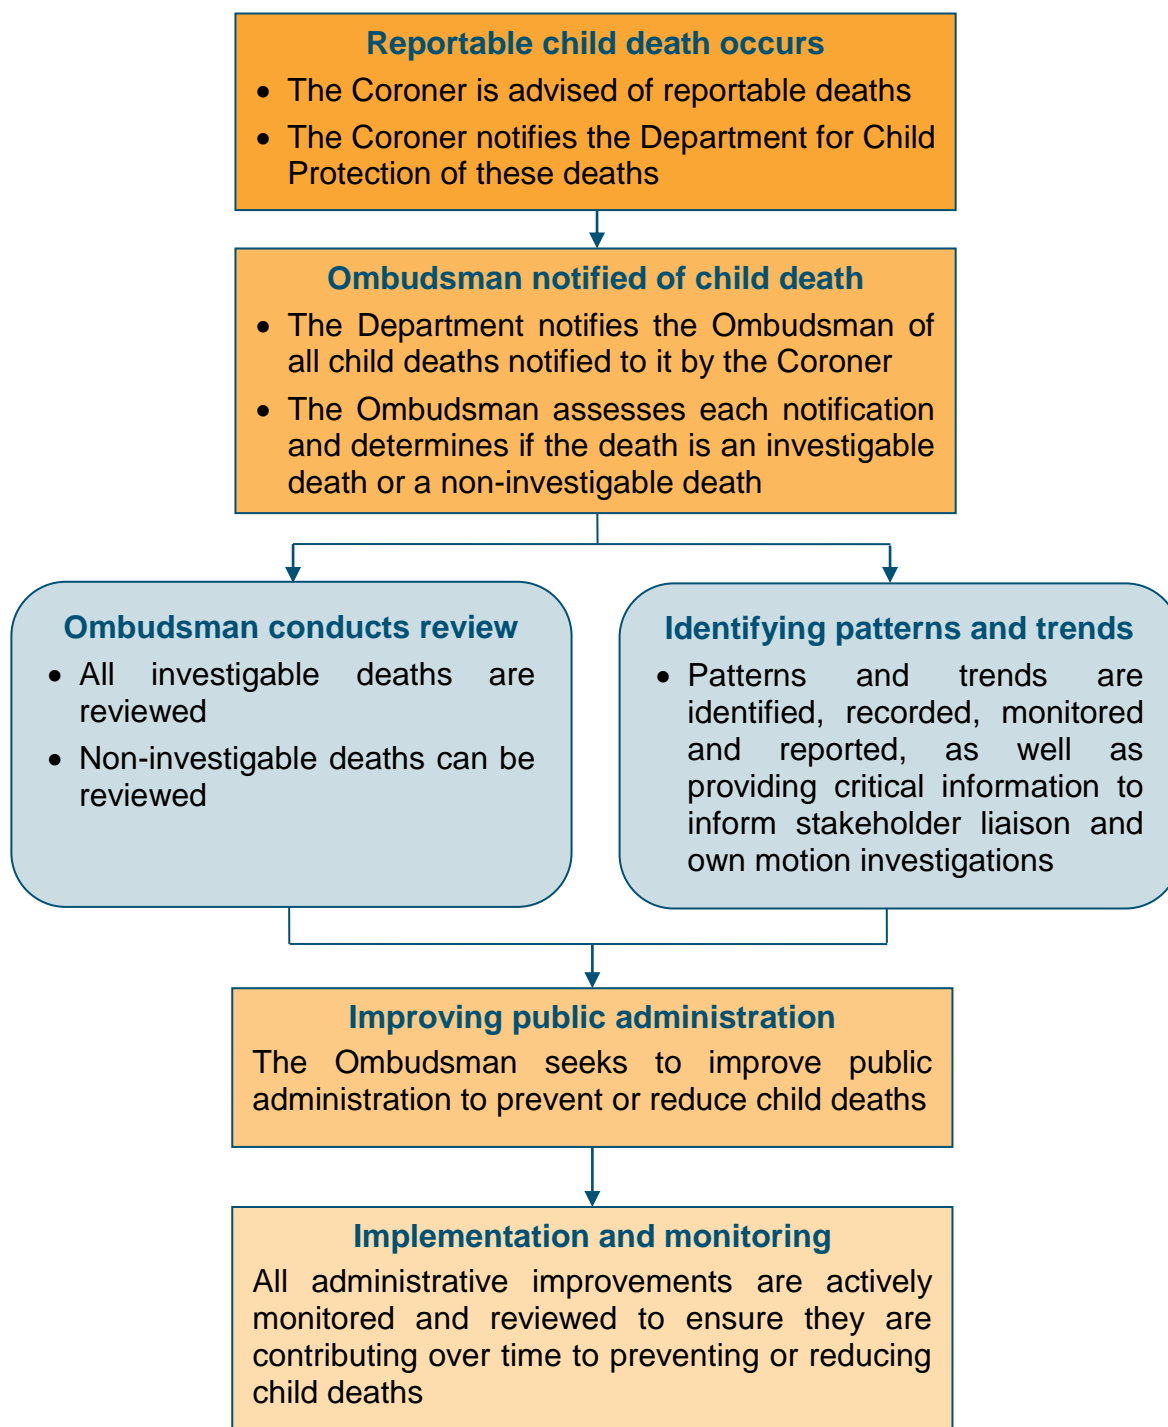 Reportable child death occurs
• The Coroner is advised of reportable deaths
• The Coroner notifies the Department for Child
Protection of these deaths
Ombudsman notified of child death
• The Department notifies the Ombudsman of
all child deaths notified to it by the Coroner
• The Ombudsman assesses each notification
and determines if the death is an investigable
death or a non-investigable death
Ombudsman conducts review
• All investigable deaths are
reviewed
• Non-investigable deaths can be
reviewed
Identifying patterns and trends
• Patterns and trends are
identified, recorded, monitored
and reported, as well as
providing critical information to
inform stakeholder liaison and
own motion investigations
Improving public administration
The Ombudsman seeks to improve public
administration to prevent or reduce child deaths
Implementation and monitoring
All administrative improvements are actively
monitored and reviewed to ensure they are
contributing over time to preventing or reducing
child deaths